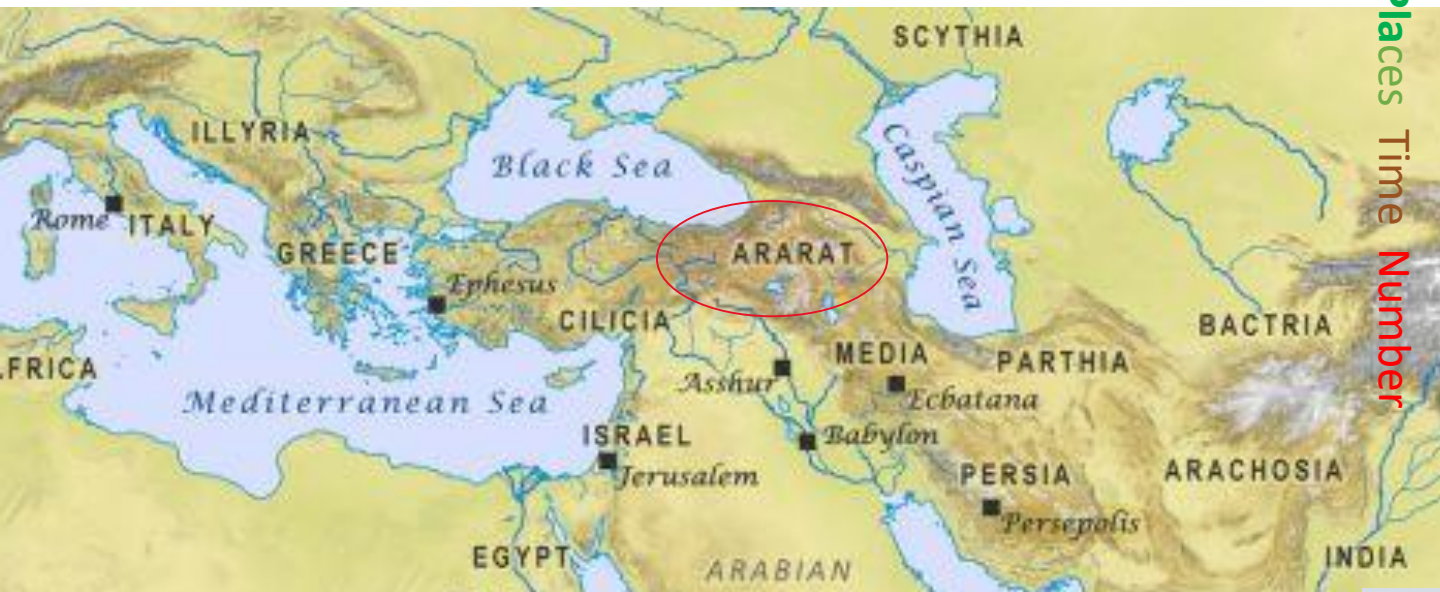 SCYTHIA
ILLYRIA
Black Sea
Caspian Sea
Rome
ITALY
GREECE
ARARAT
Ephesus
CILICIA
BACTRIA
MEDIA
PARTHIA
FRICA
Asshur
Ecbatana
Mediterranean Sea
ISRAEL
Babylon
Jerusalem
PERSIA
ARACHOSIA
Persepolis
EGYPT
ARABIAN
INDIA
Places Time Number